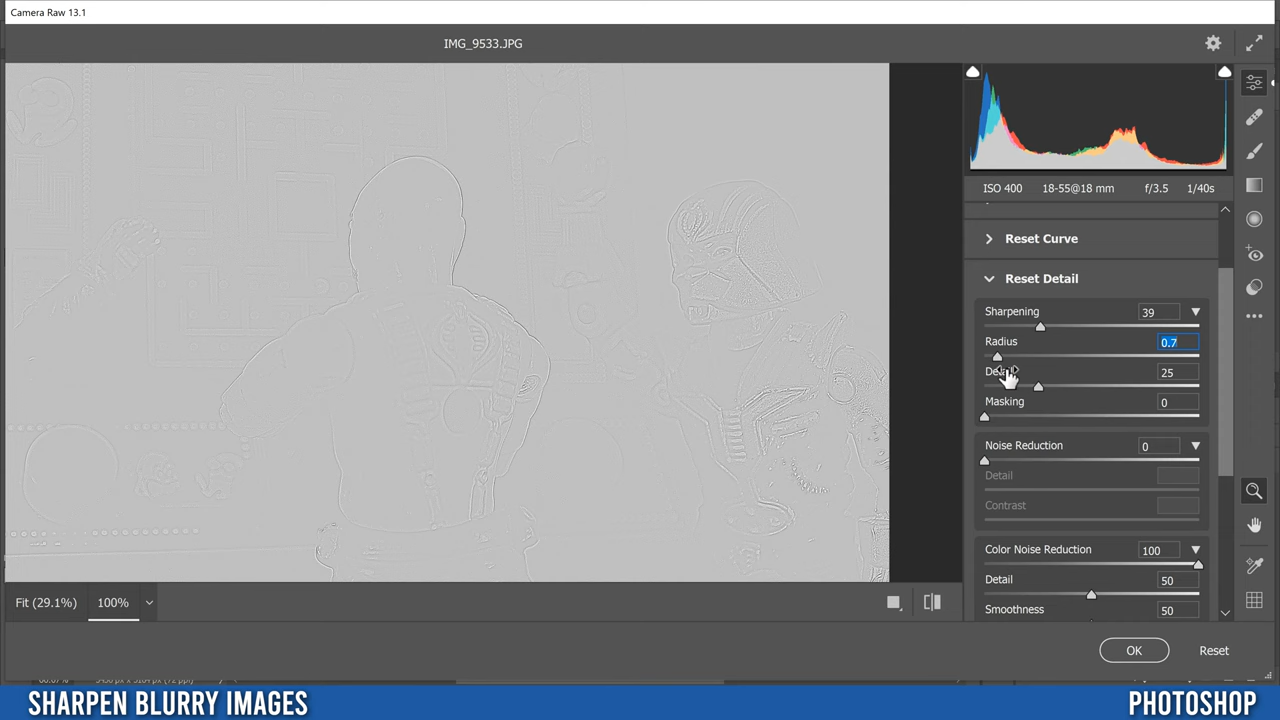 Camera Raw 13.1
IMG_9533.JPG
ISO 400 18-55@18 mm f/3.5 1/40s
Reset Curve
Reset Detail
Sharpening 39
Radius 0.7
25
Masking 0
Noise Reduction 0
Detail
Contrast
Color Noise Reduction 100
Detail 50
Smoothness 50
Fit (29.1%) 100%
OK Reset
SHARPEN BLURRY IMAGES PHOTOSHOP